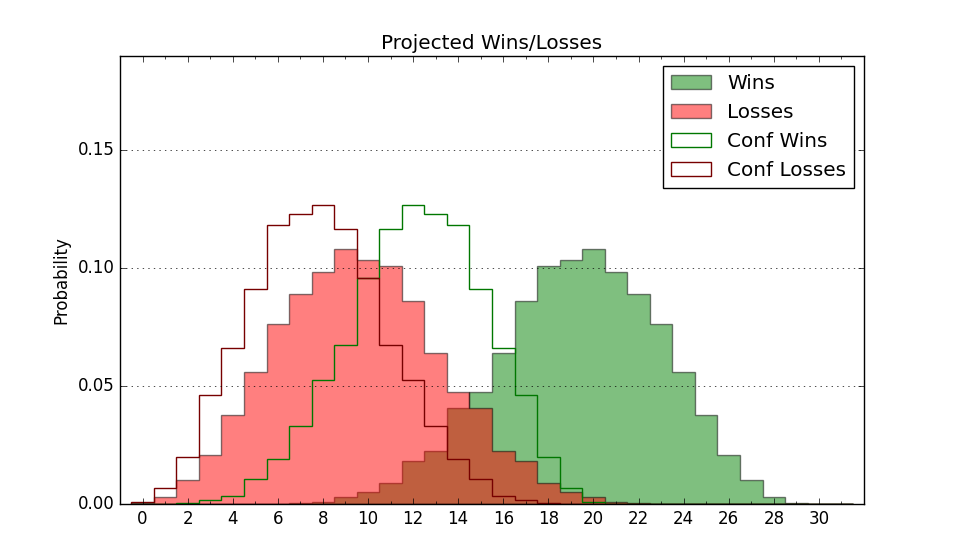 Projected Wins/Losses
Wins
Losses
Conf Wins
Conf Losses
Probability
0.15
0.10
0.05
0.00
0 2 4 6 8 10 12 14 16 18 20 22 24 26 28 30